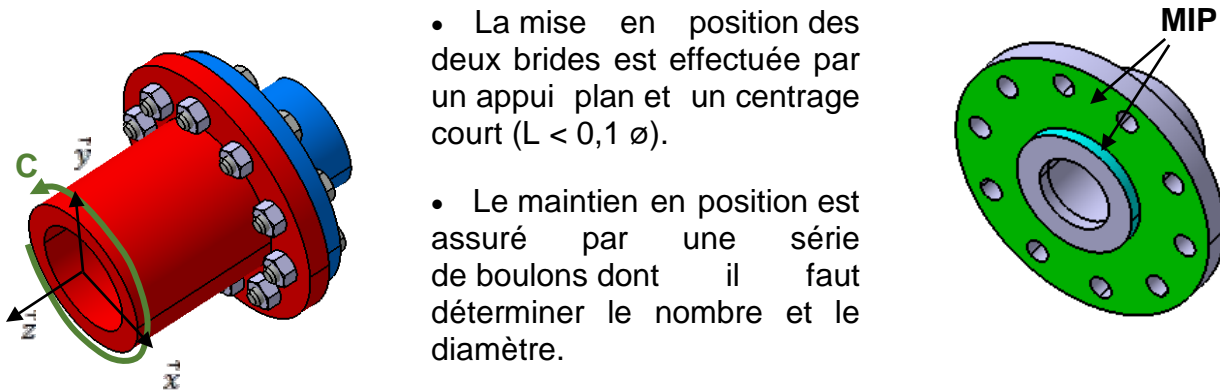 • La mise en position des
deux brides est effectuée par
un appui plan et un centrage
court (L < 0,1 ø).
• Le maintien en position est
assuré par une série
de boulons dont il faut
déterminer le nombre et le
diamètre.
MIP
C
y
z
x